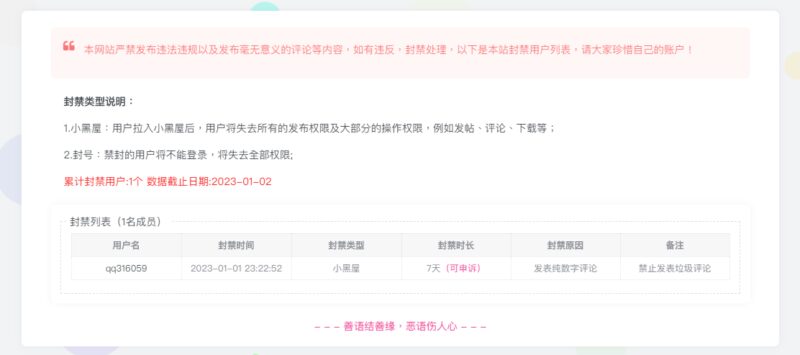 本网站严禁发布违法违规以及发布毫无意义的评论等内容，如有违反，封禁处理，以下是本站封禁用户列表，请大家珍惜自己的账户！
封禁类型说明：
1.小黑屋：用户拉入小黑屋后，用户将失去所有的发布权限及大部分的操作权限，例如发帖、评论、下载等；
2.封号：禁封的用户将不能登录，将失去全部权限;
累计封禁用户:1个 数据截止日期:2023-01-02
封禁列表（1名成员）
用户名 封禁时间 封禁类型 封禁时长 封禁原因 备注
qq316059 2023-01-01 23:22:52 小黑屋 7天（可申诉） 发表纯数字评论 禁止发表垃圾评论
- - - 善语结善缘，恶语伤人心 - - -